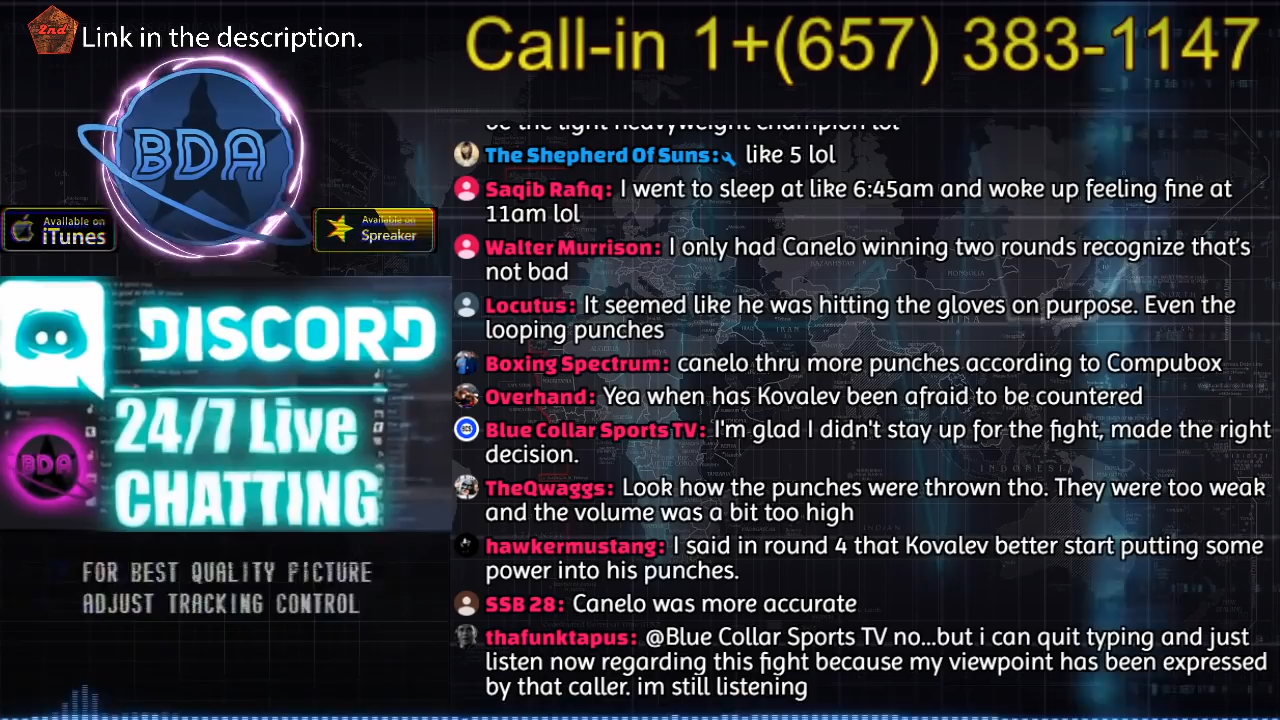 2nd
Link in the description.
Call-in 1+(657) 383-1147
BDA
Available on
iTunes
Available on
Spreaker
DISCORD
24/7 Live
CHATTING
BDA
FOR BEST QUALITY PICTURE
ADJUST TRACKING CONTROL
be the light heavyweight champion lol
The Shepherd Of Suns: like 5 lol
Saqib Rafiq: I went to sleep at like 6:45am and woke up feeling fine at
11am lol
Walter Murrison: I only had Canelo winning two rounds recognize that's
not bad
Locutus: It seemed like he was hitting the gloves on purpose. Even the
looping punches
Boxing Spectrum: canelo thru more punches according to Compubox
Overhand: Yea when has Kovalev been afraid to be countered
Blue Collar Sports TV: I'm glad I didn't stay up for the fight, made the right
decision.
TheQwaggs: Look how the punches were thrown tho. They were too weak
and the volume was a bit too high
hawkermustang: I said in round 4 that Kovalev better start putting some
power into his punches.
SSB 28: Canelo was more accurate
thafunktapus: @Blue Collar Sports TV no...but i can quit typing and just
listen now regarding this fight because my viewpoint has been expressed
by that caller. im still listening